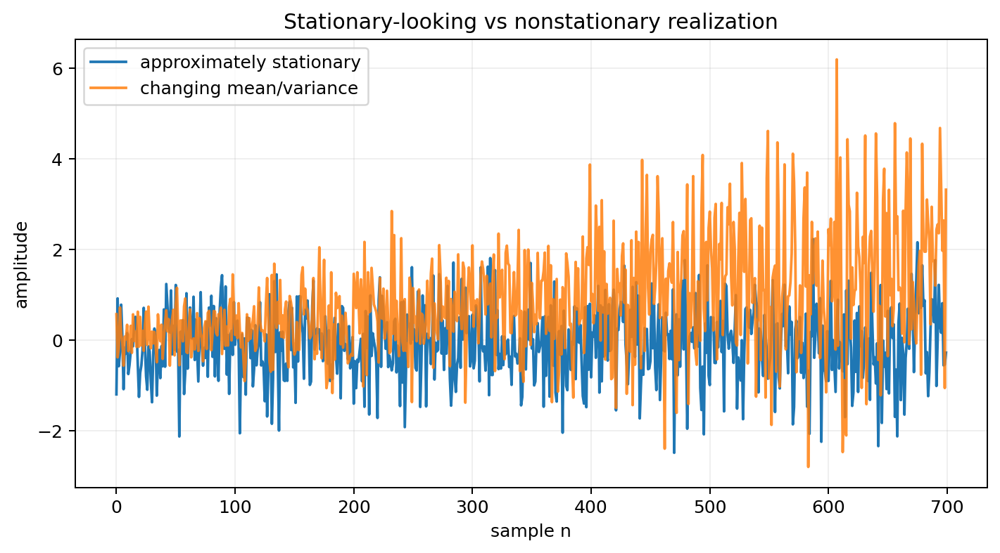 Stationary-looking vs nonstationary realization
approximately stationary
changing mean/variance
6
4
2
0
−2
amplitude
0 100 200 300 400 500 600 700
sample n